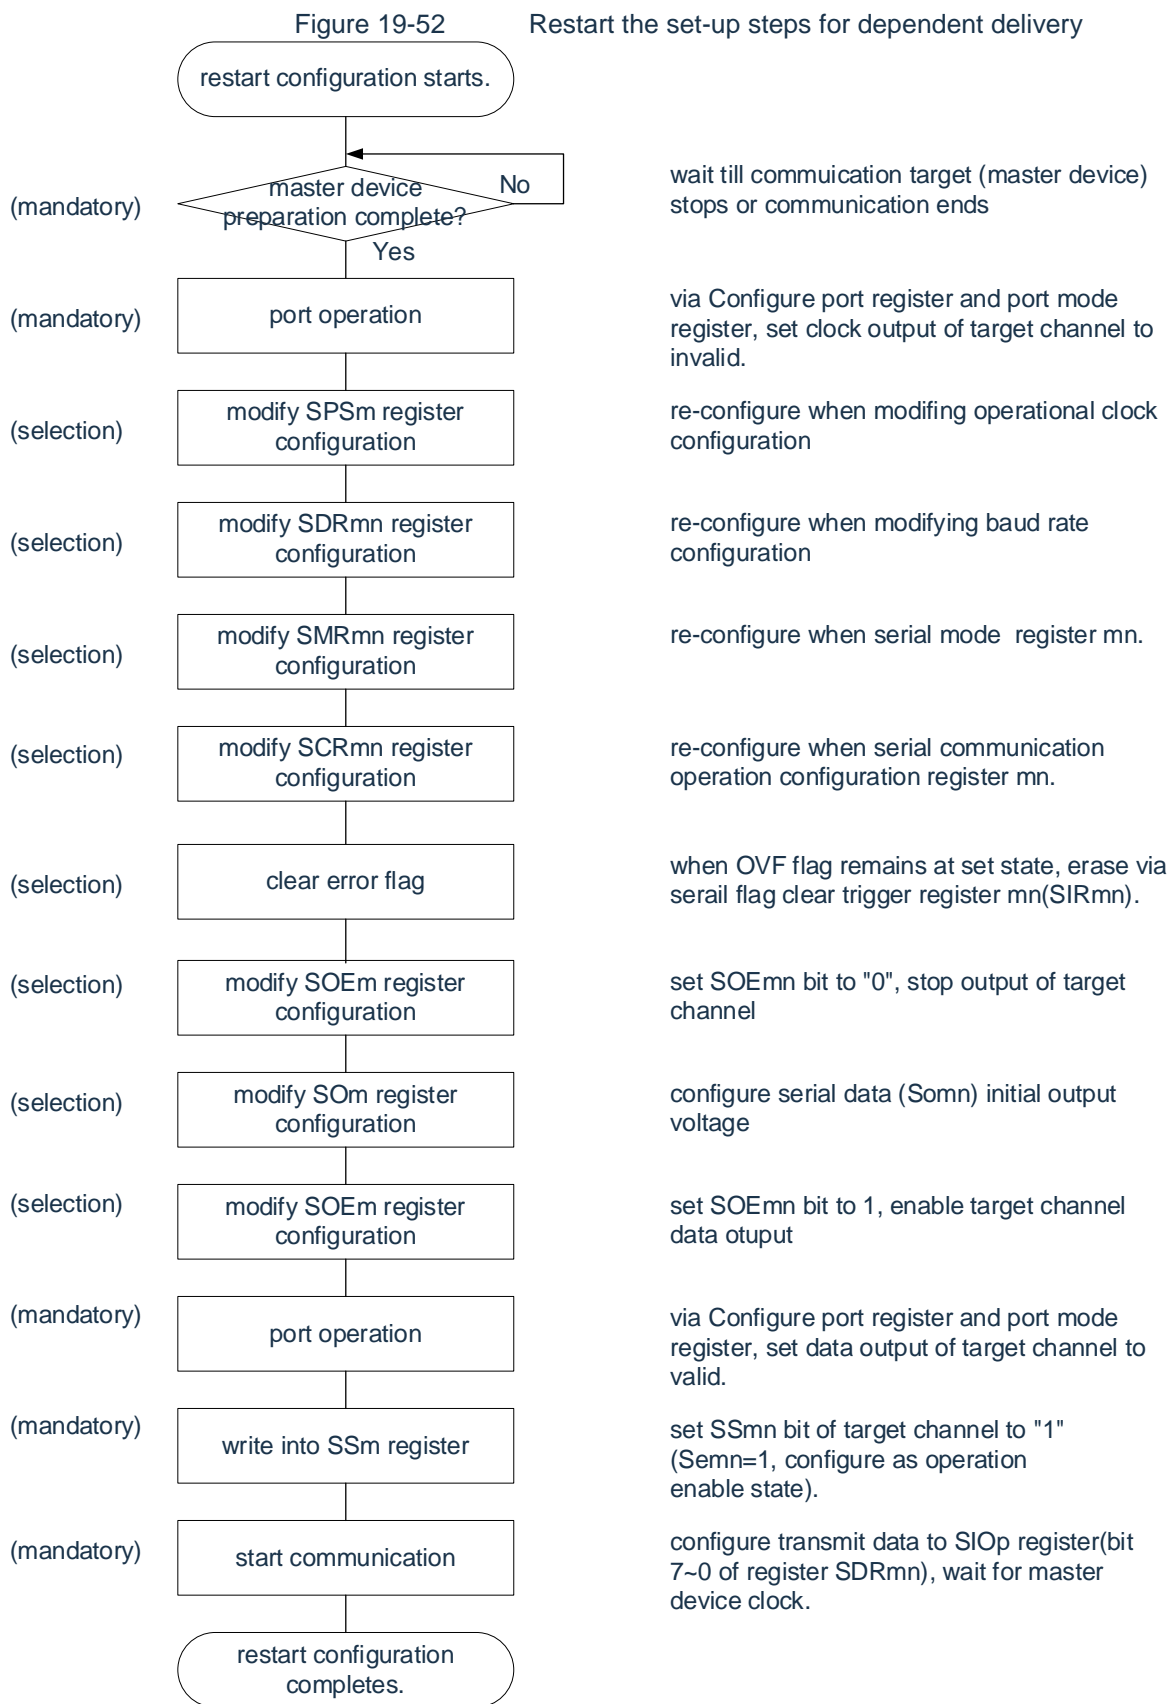 Figure 19-52 Restart the set-up steps for dependent delivery
restart configuration starts.
(mandatory)
master device
preparation complete?
No
Yes
wait till commuication target (master device)
stops or communication ends
(mandatory)
port operation
via Configure port register and port mode
register, set clock output of target channel to
invalid.
(selection)
modify SPSm register
configuration
re-configure when modifing operational clock
configuration
(selection)
modify SDRmn register
configuration
re-configure when modifying baud rate
configuration
(selection)
modify SMRmn register
configuration
re-configure when serial mode register mn.
(selection)
modify SCRmn register
configuration
re-configure when serial communication
operation configuration register mn.
(selection)
clear error flag
when OVF flag remains at set state, erase via
serail flag clear trigger register mn(SIRmn).
(selection)
modify SOEm register
configuration
set SOEmn bit to "0", stop output of target
channel
(selection)
modify SOm register
configuration
configure serial data (Somn) initial output
voltage
(selection)
modify SOEm register
configuration
set SOEmn bit to 1, enable target channel
data otuput
(mandatory)
port operation
via Configure port register and port mode
register, set data output of target channel to
valid.
(mandatory)
write into SSm register
set SSmn bit of target channel to "1"
(Semn=1, configure as operation
enable state).
(mandatory)
start communication
configure transmit data to SIOp register(bit
7~0 of register SDRmn), wait for master
device clock.
restart configuration
completes.